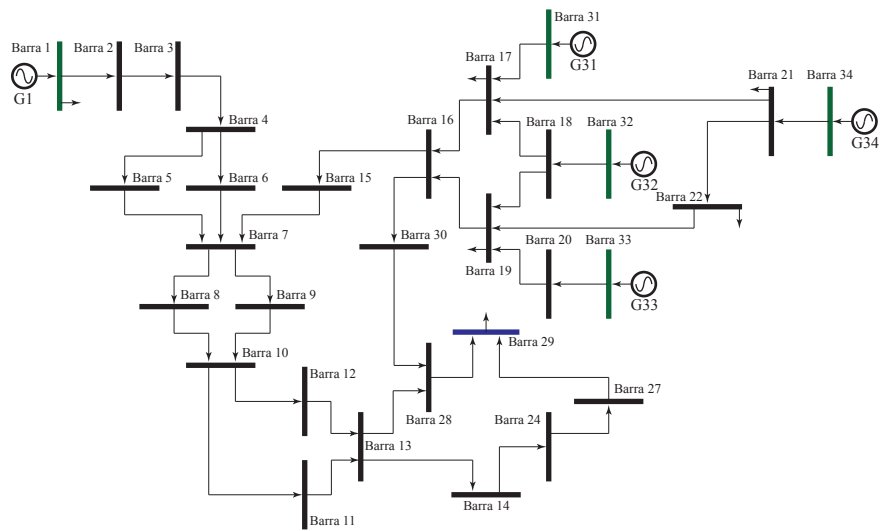 Barra 31
Barra 1
Barra 2
Barra 3
Barra 17
G31
Barra 21
Barra 34
G1
Barra 4
Barra 16
Barra 18
Barra 32
G34
Barra 5
Barra 6
Barra 15
G32
Barra 22
Barra 7
Barra 30
Barra 20
Barra 33
Barra 19
Barra 8
Barra 9
G33
Barra 29
Barra 10
Barra 12
Barra 27
Barra 28
Barra 24
Barra 13
Barra 14
Barra 11